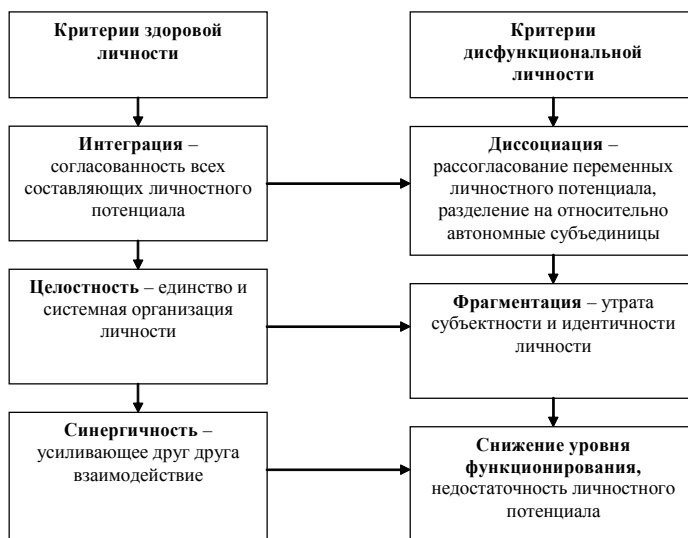 Критерии здоровой
личности
Критерии
дисфункциональной
личности
Интеграция –
согласованность всех
составляющих личностного
потенциала
Диссоциация –
рассогласование переменных
личностного потенциала,
разделение на относительно
автономные субъединицы
Целостность – единство и
системная организация
личности
Фрагментация – утрата
субъектности и идентичности
личности
Синергичность –
усиливающее друг друга
взаимодействие
Снижение уровня
функционирования,
недостаточность личностного
потенциала